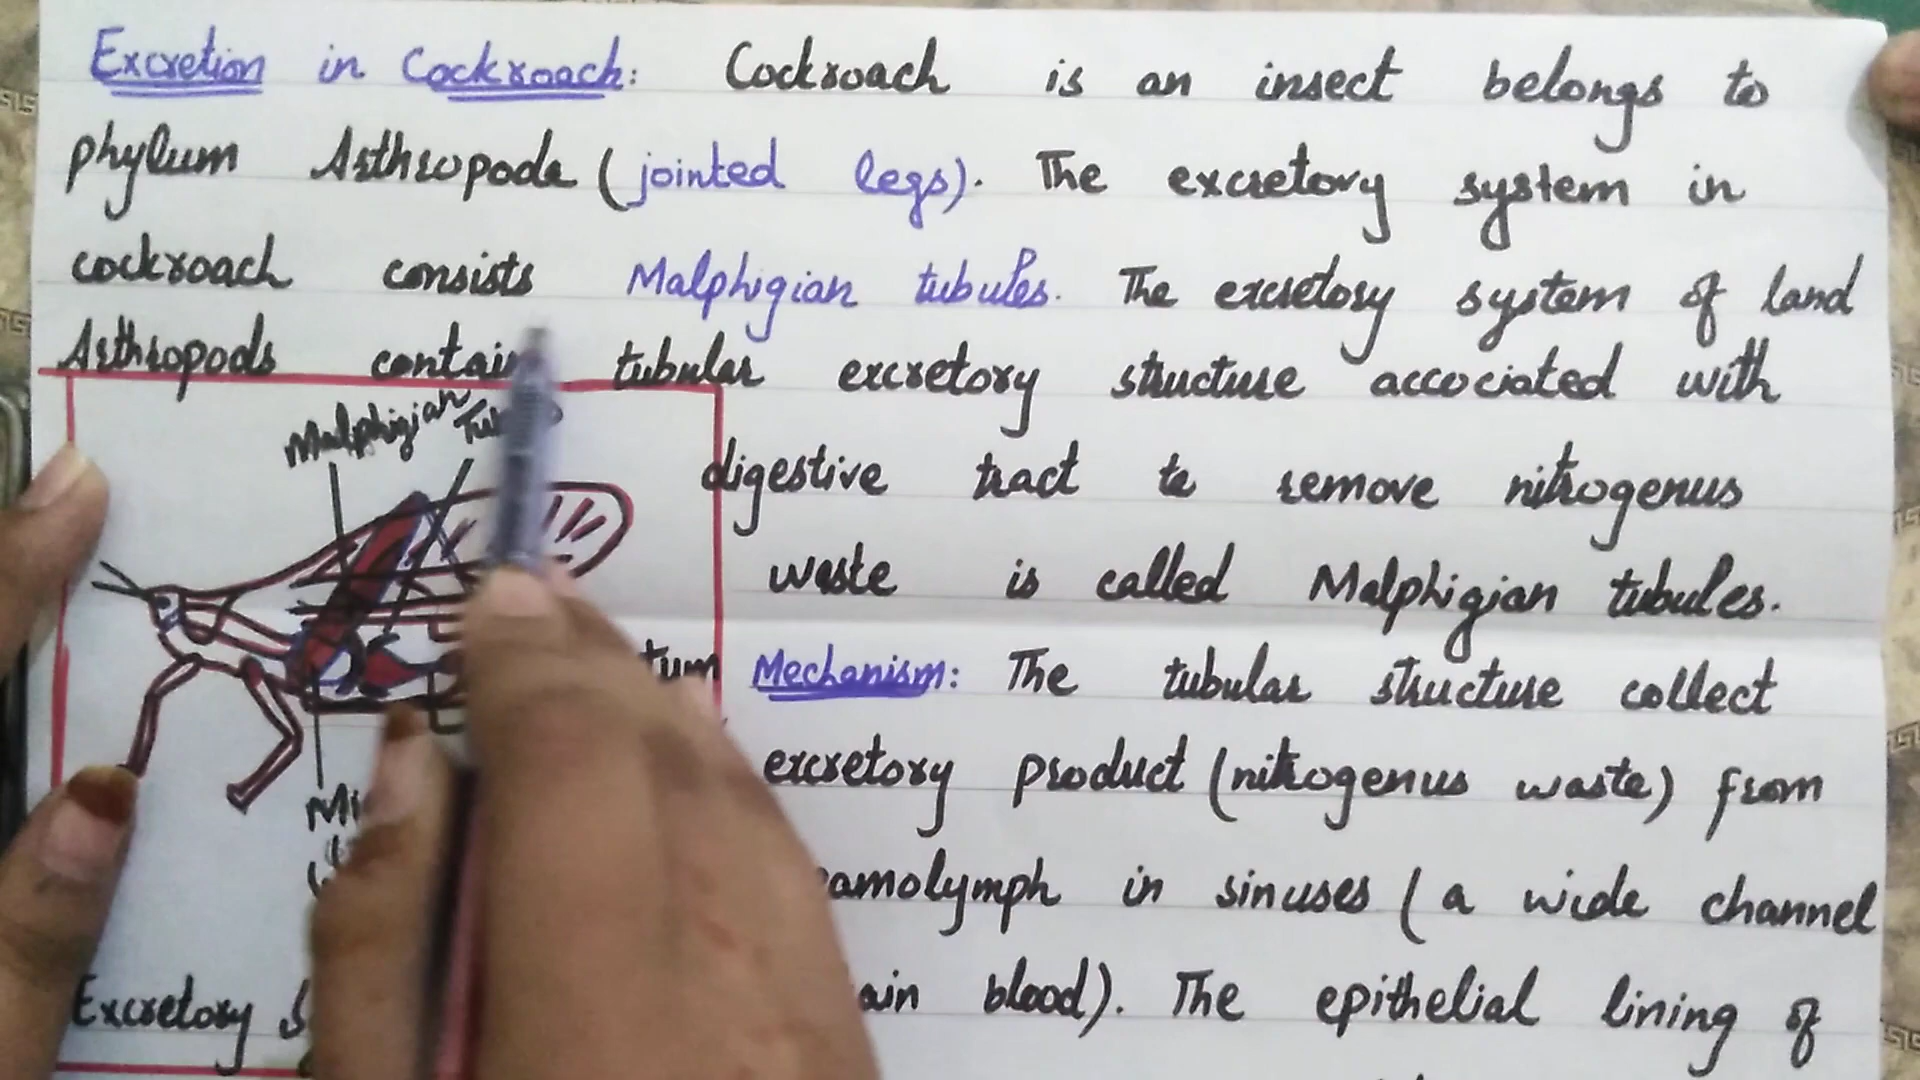 Excretion in Cockroach: Cockroach is an insect belongs to
phylum Arthropoda (jointed legs). The excretory system in
cockroach consists Malphigian tubules. The excretory system of land
Arthropods contain tubular excretory structure accociated with
Malphigian
digestive tract to remove nitrogenus
waste is called Malphigian tubules.
Mechanism: The tubular structure collect
excretory product (nitrogenus waste) from
in sinuses (a wide channel
blood). The epithelial lining of
Excretory